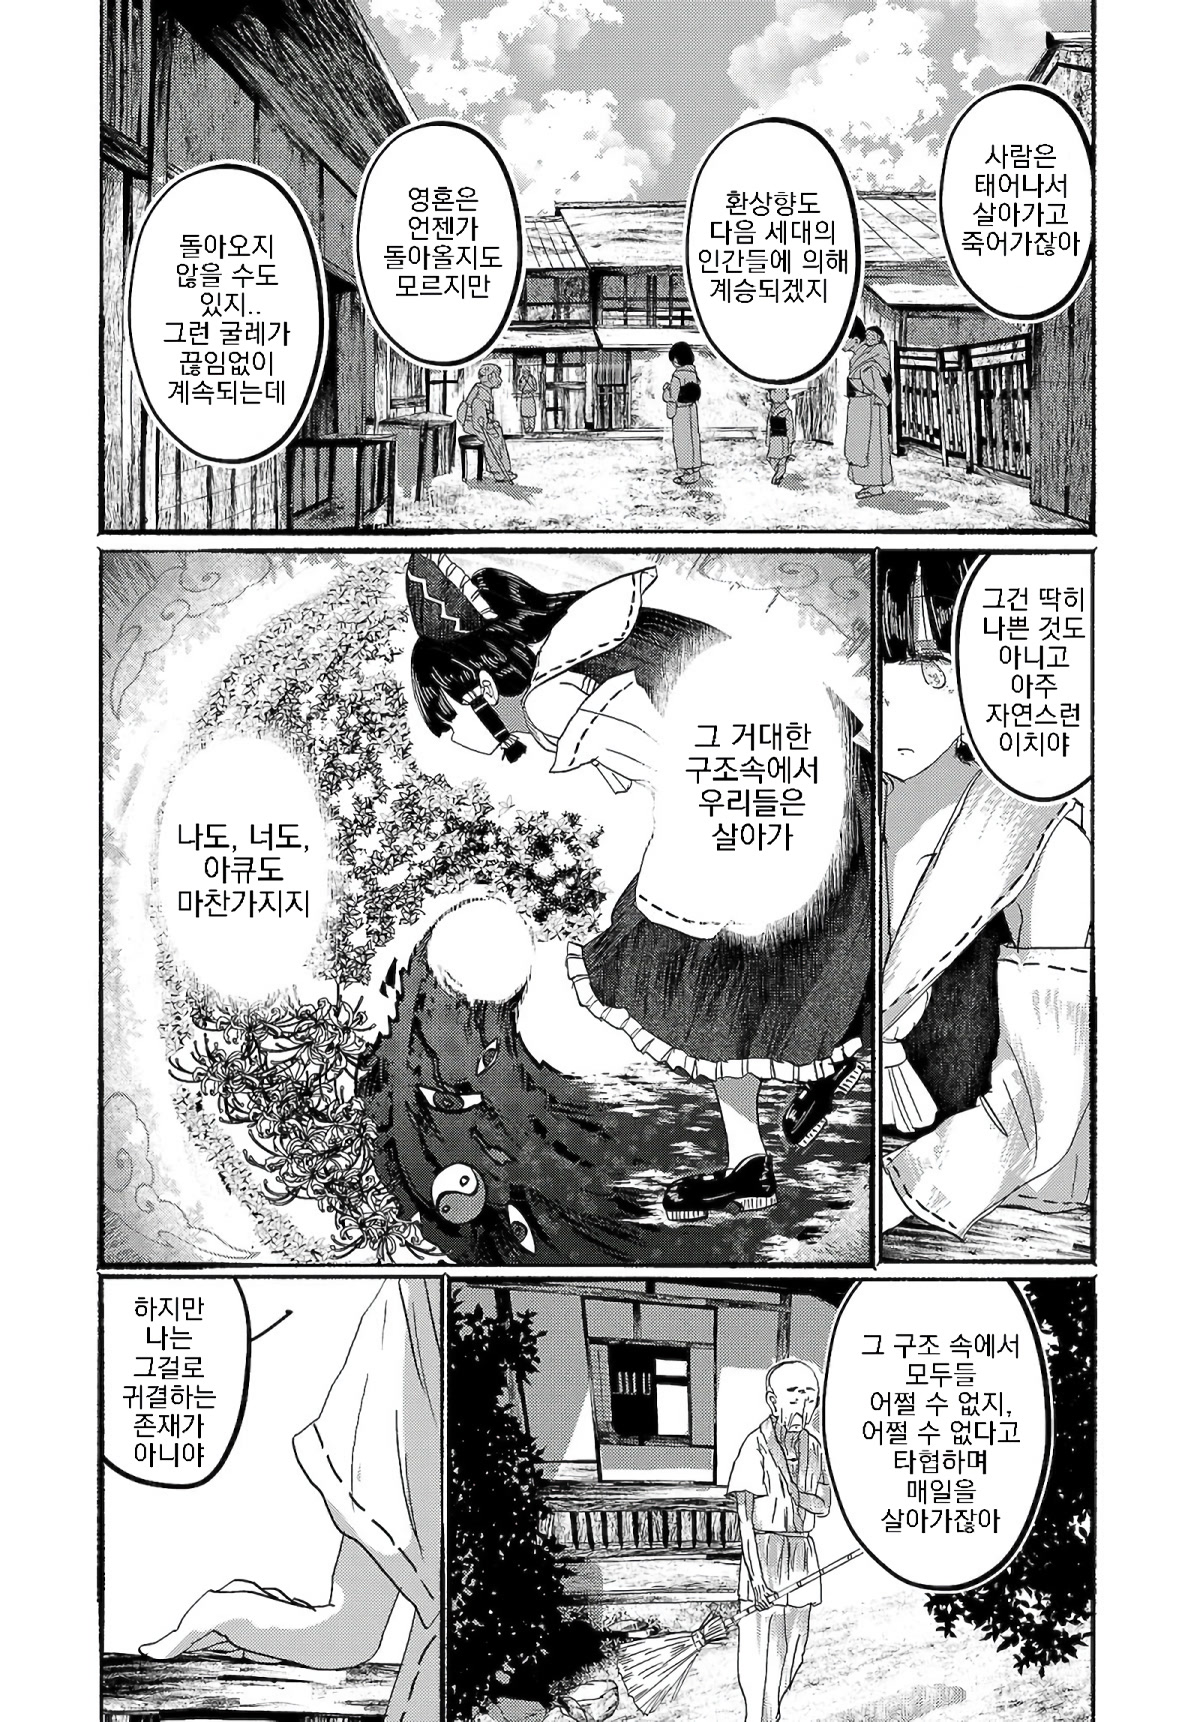 사람은
태어나서
살아가고
죽어가잖아
환상향도
다음 세대의
인간들에 의해
계승되겠지
영혼은
언젠가
돌아올지도
모르지만
돌아오지
않을 수도
있지..
그런 굴레가
끊임없이
계속되는데
그건 딱히
나쁜 것도
아니고
아주
자연스런
이치야
그 거대한
구조속에서
우리들은
살아가
나도, 너도,
아큐도
마찬가지지
그 구조 속에서
모두들
어쩔 수 없지,
어쩔 수 없다고
타협하며
매일을
살아가잖아
하지만
나는
그걸로
귀결하는
존재가
아니야